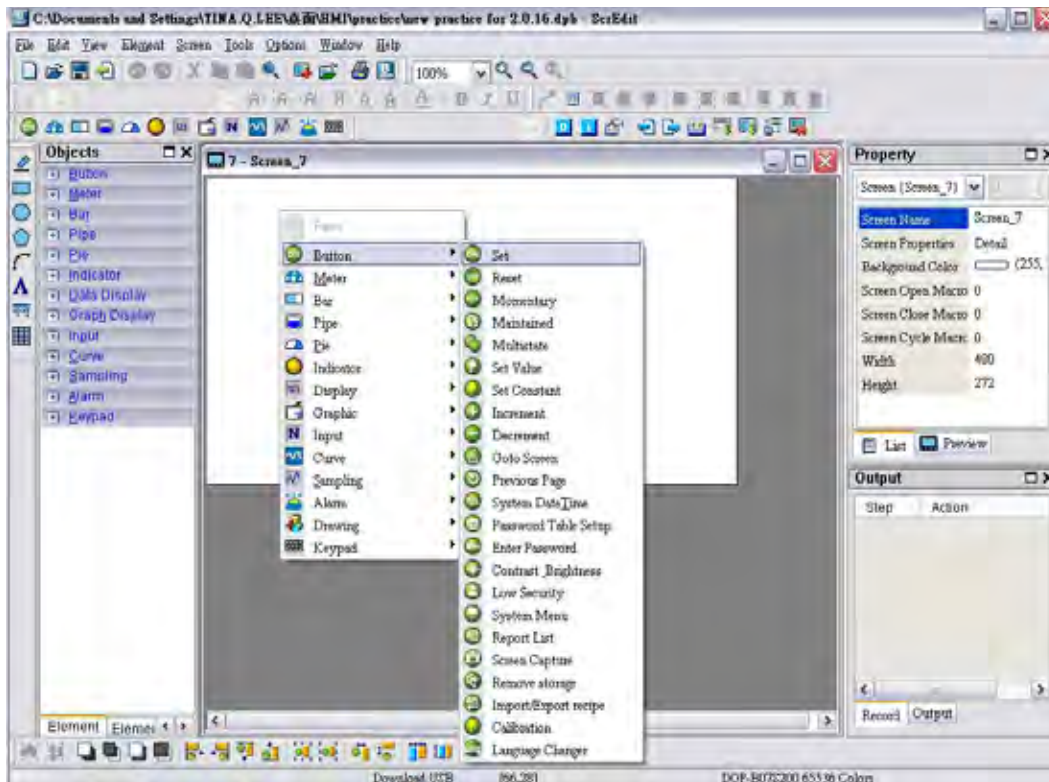 C:\Documents and Settings\TINA.Q.LEE\桌面\HMI\practice\new practice for 2.0.16.dpb - ScrEdit
File Edit View Element Screen Tools Options Window Help
100%
Objects
Button
Meter
Bar
Pipe
Pie
Indicator
Data Display
Graph Display
Input
Curve
Sampling
Alarm
Keypad
Element
7 - Screen_7
Button
Meter
Bar
Pipe
Pie
Indicator
Display
Graphic
Input
Curve
Sampling
Alarm
Drawing
Keypad
Set
Reset
Momentary
Maintained
Multistate
Set Value
Set Constant
Increment
Decrement
Goto Screen
Previous Page
System DateTime
Password Table Setup
Enter Password
Contrast_Brightness
Low Security
System Menu
Report List
Screen Capture
Remove storage
Import/Export recipe
Calibration
Language Changer
Property
Screen {Screen_7}
Screen Name Screen_7
Screen Properties Detail
Background Color (255,
Screen Open Macro 0
Screen Close Macro 0
Screen Cycle Macro 0
Width 480
Height 272
List Preview
Output
Step Action
Record Output
Download:USB [66,28] 65536 Colors